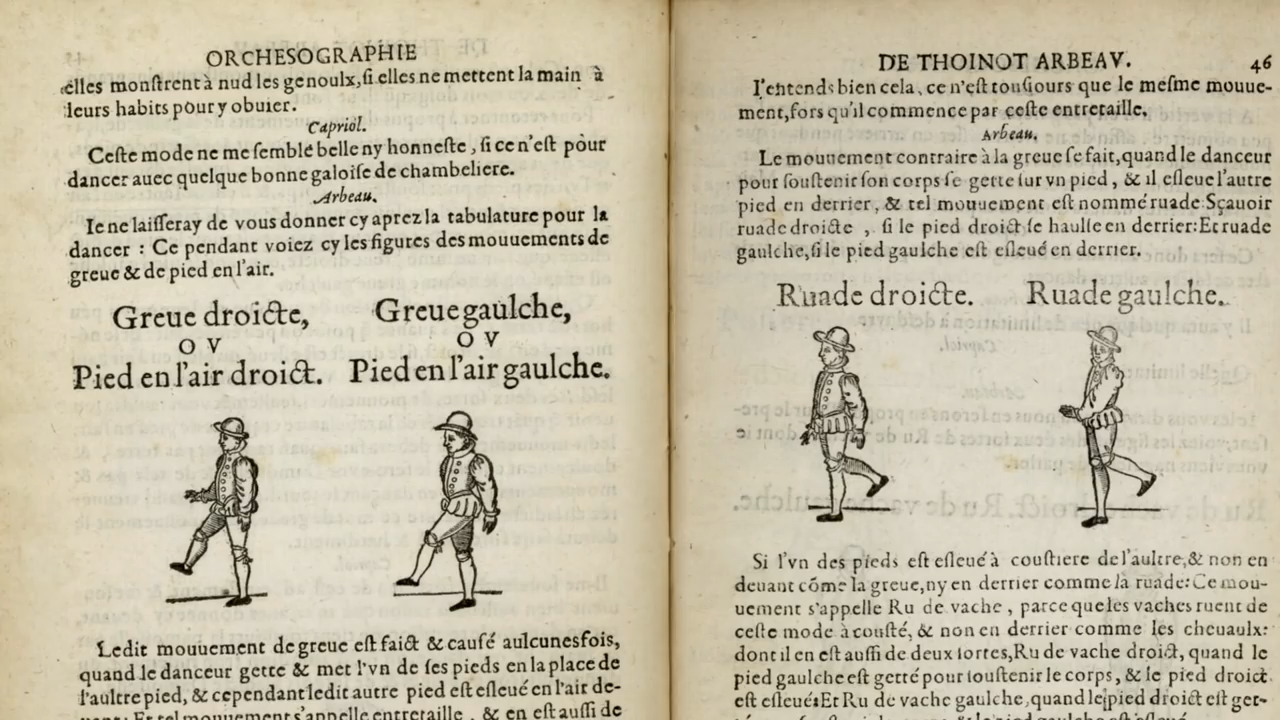 ORCHESOGRAPHIE
elles monſtrent à nud les genoulx, ſi elles ne mettent la main à
leurs habits pour y obuier.
Capriol.
Ceſte mode ne me ſemble belle ny honneſte, ſi ce n'eſt pour
dancer auec quelque bonne galoiſe de chambeliere.
Arbeau.
Ie ne laiſſeray de vous donner cy aprez la tabulature pour la
dancer : Ce pendant voiez cy les figures des mouuements de
greue & de pied en l'air.
Greue droicte, Greue gaulche,
OV OV
Pied en l'air droict. Pied en l'air gaulche.
Ledit mouuement de greue eſt faict & cauſé aulcunesfois,
quand le danceur gette & met l'vn de ſes pieds en la place de
l'aultre pied, & cependant ledit autre pied eſt eſleué en l'air de-
uant: Et tel mouuement s'appelle entretaille, & en eſt auſſi de
DE THOINOT ARBEAV. 46
I'entends bien cela, ce n'eſt touſiours que le meſme mouue-
ment, fors qu'il commence par ceſte entretaille.
Arbeau.
Le mouuement contraire à la greue ſe fait, quand le danceur
pour ſouſtenir ſon corps ſe gette ſur vn pied, & il eſleue l'autre
pied en derrier, & tel mouuement eſt nommé ruade: Sçauoir
ruade droicte , ſi le pied droict ſe haulſe en derrier: Et ruade
gaulche, ſi le pied gaulche eſt eſleué en derrier.
Ruade droicte. Ruade gaulche.
Si l'vn des pieds eſt eſleué à couſtiere de l'aultre, & non en
deuant cõme la greue, ny en derrier comme la ruade: Ce mou-
uement s'appelle Ru de vache, parce que les vaches ruent de
ceſte mode à couſté, & non en derrier comme les cheuaulx:
dont il en eſt auſſi de deux ſortes, Ru de vache droict, quand le
pied gaulche eſt getté pour ſouſtenir le corps, & le pied droict
eſt eſleué: Et Ru de vache gaulche, quand le pied droict eſt get-